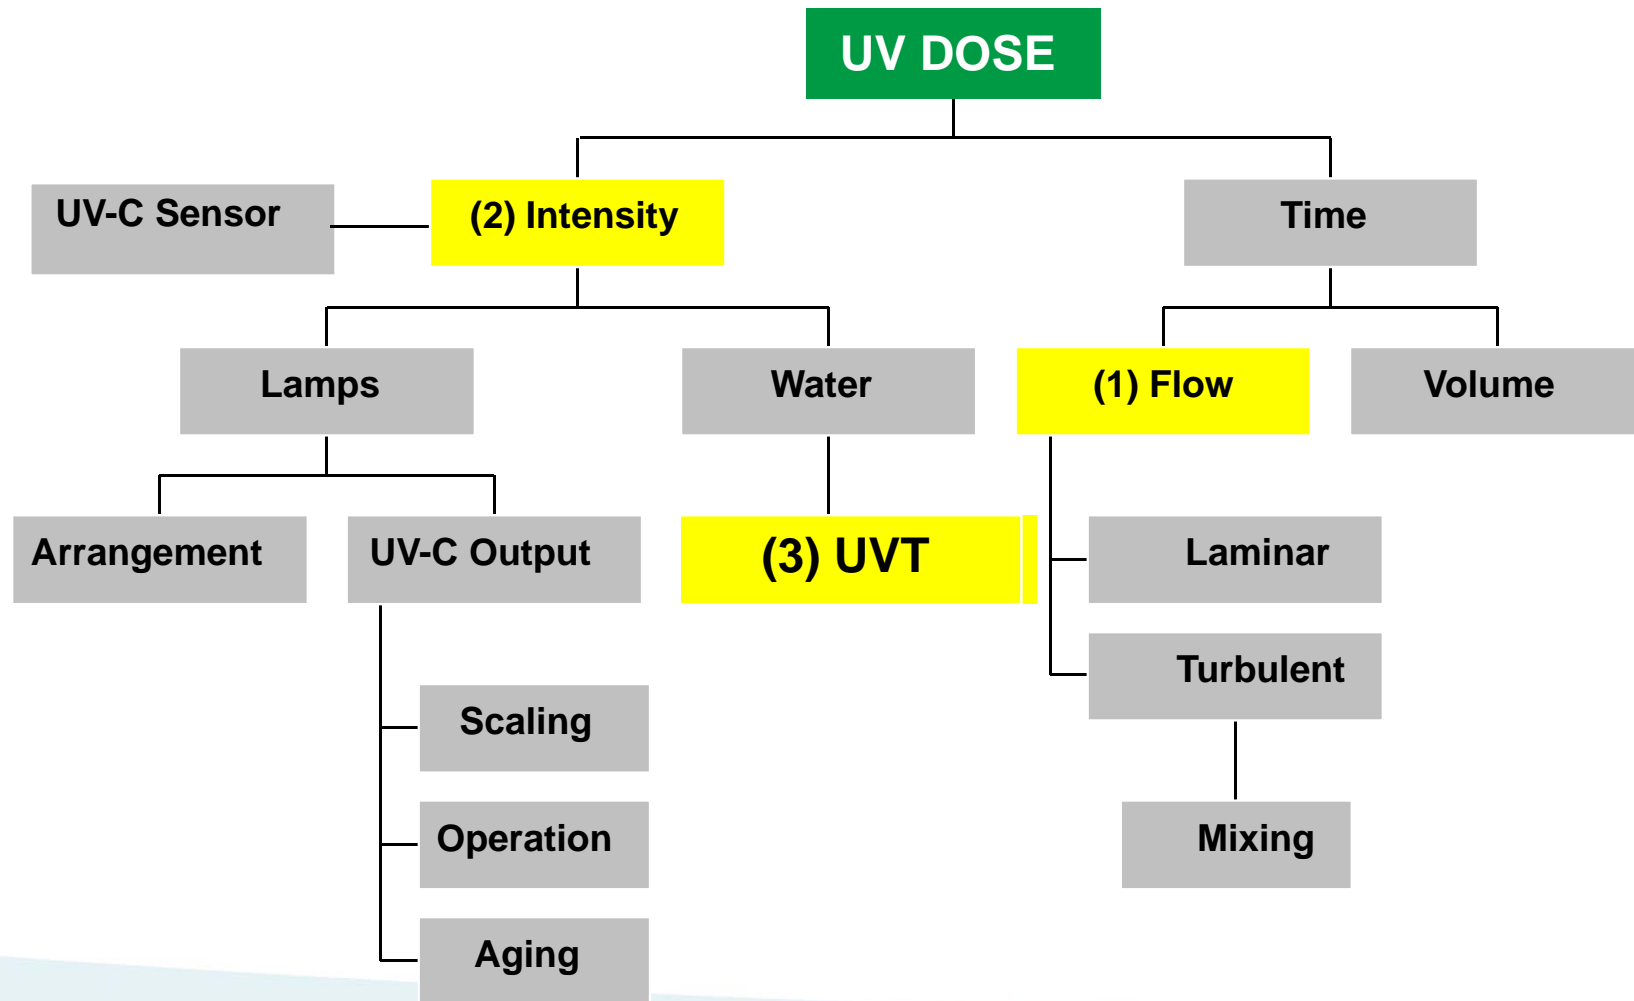 UV DOSE
UV-C Sensor
(2) Intensity
Time
Lamps
Water
(1) Flow
Volume
Arrangement
UV-C Output
(3) UVT
Laminar
Turbulent
Scaling
Operation
Mixing
Aging